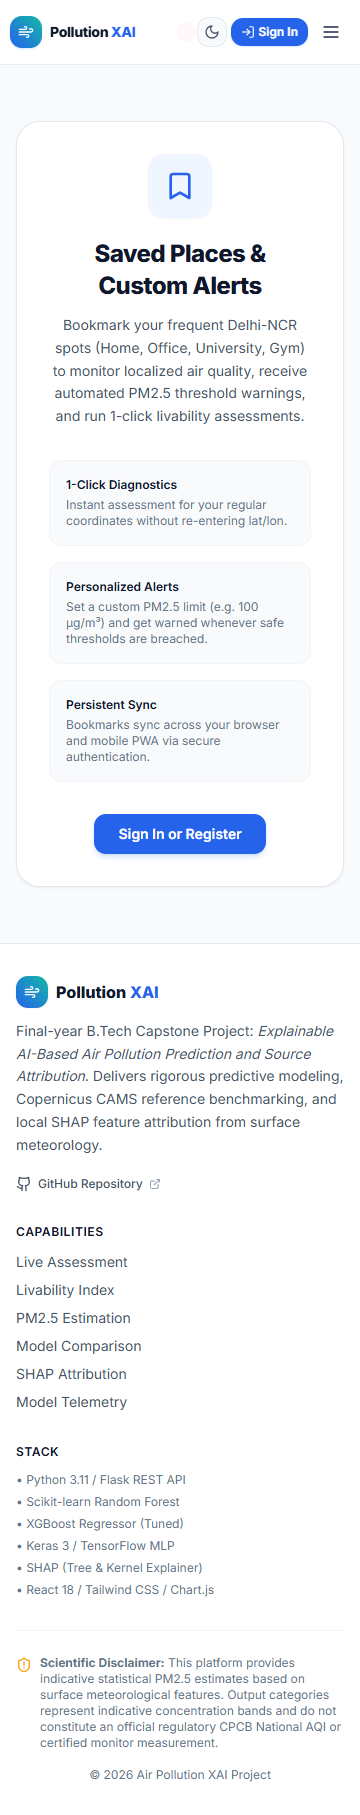 Pollution XAI
Sign In
Saved Places &
Custom Alerts
Bookmark your frequent Delhi-NCR
spots (Home, Office, University, Gym)
to monitor localized air quality, receive
automated PM2.5 threshold warnings,
and run 1-click livability assessments.
1-Click Diagnostics
Instant assessment for your regular
coordinates without re-entering lat/lon.
Personalized Alerts
Set a custom PM2.5 limit (e.g. 100
µg/m³) and get warned whenever safe
thresholds are breached.
Persistent Sync
Bookmarks sync across your browser
and mobile PWA via secure
authentication.
Sign In or Register
Pollution XAI
Final-year B.Tech Capstone Project: Explainable
AI-Based Air Pollution Prediction and Source
Attribution. Delivers rigorous predictive modeling,
Copernicus CAMS reference benchmarking, and
local SHAP feature attribution from surface
meteorology.
GitHub Repository
CAPABILITIES
Live Assessment
Livability Index
PM2.5 Estimation
Model Comparison
SHAP Attribution
Model Telemetry
STACK
• Python 3.11 / Flask REST API
• Scikit-learn Random Forest
• XGBoost Regressor (Tuned)
• Keras 3 / TensorFlow MLP
• SHAP (Tree & Kernel Explainer)
• React 18 / Tailwind CSS / Chart.js
Scientific Disclaimer: This platform provides
indicative statistical PM2.5 estimates based on
surface meteorological features. Output categories
represent indicative concentration bands and do not
constitute an official regulatory CPCB National AQI or
certified monitor measurement.
© 2026 Air Pollution XAI Project